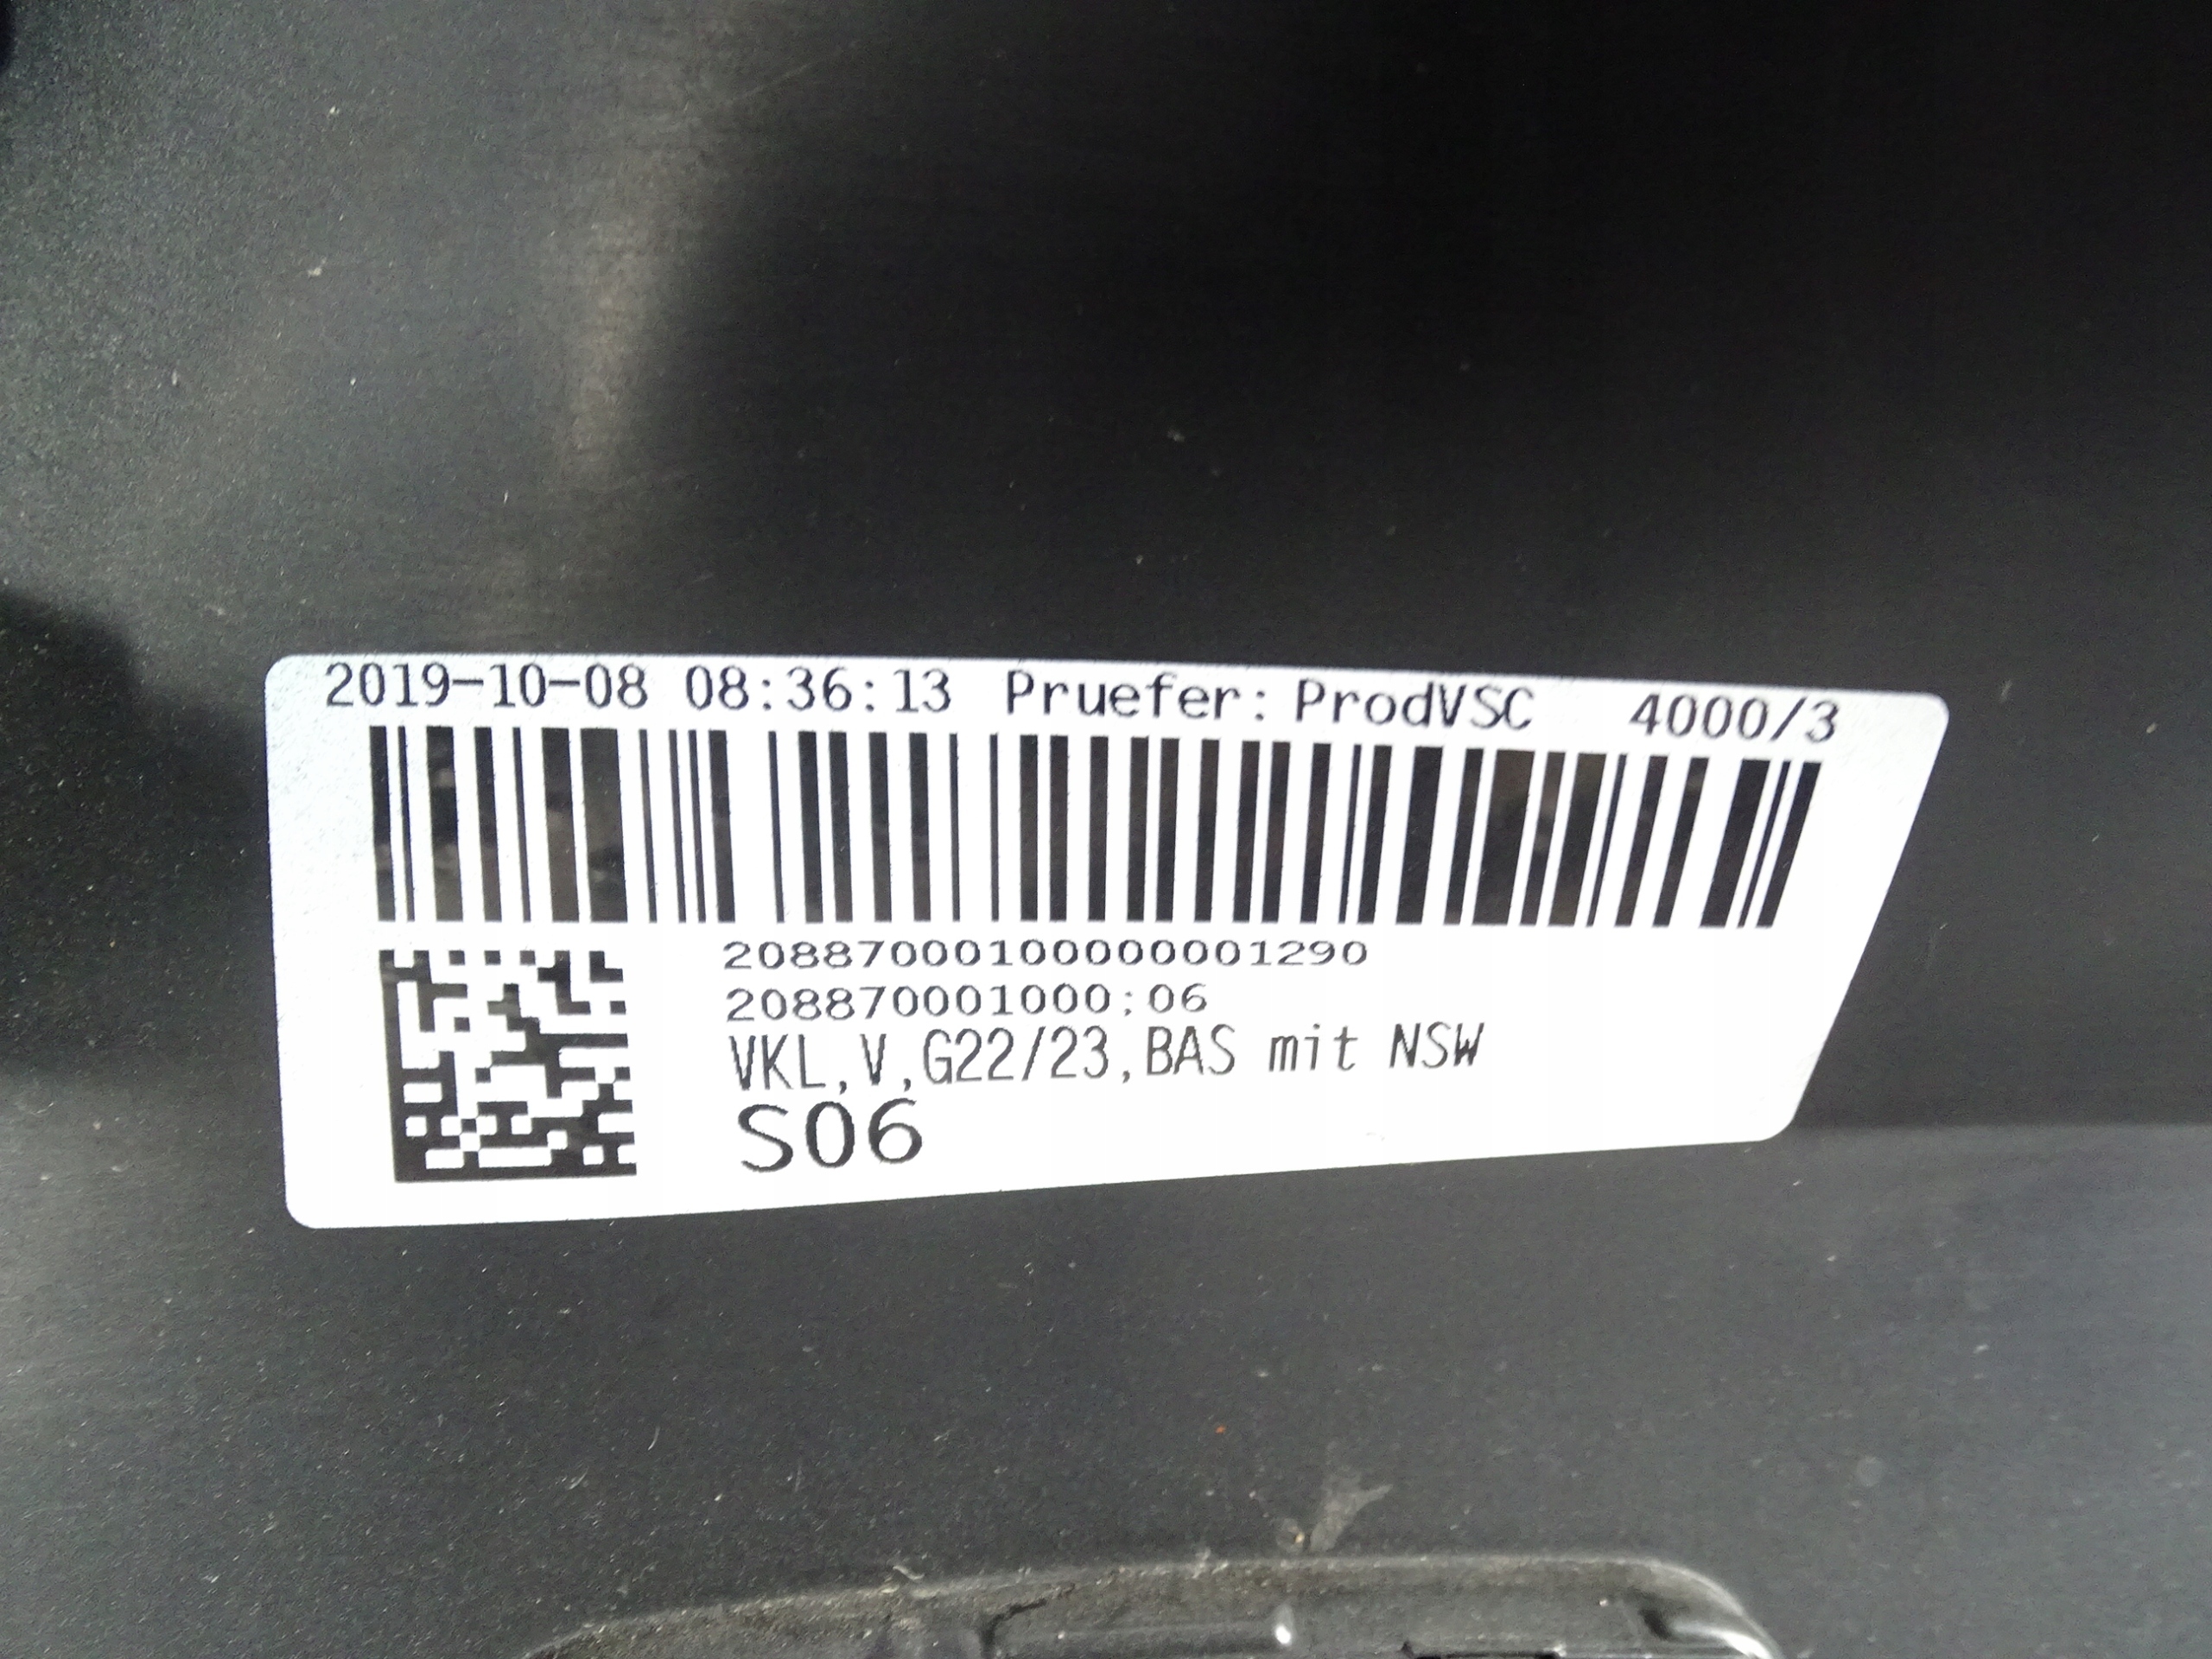 2019-10-08 08:36:13 Pruefer: ProdVSC 4000/3
20887000100000001290
208870001000:06
VKL,V,G22/23,BAS mit NSW
S06